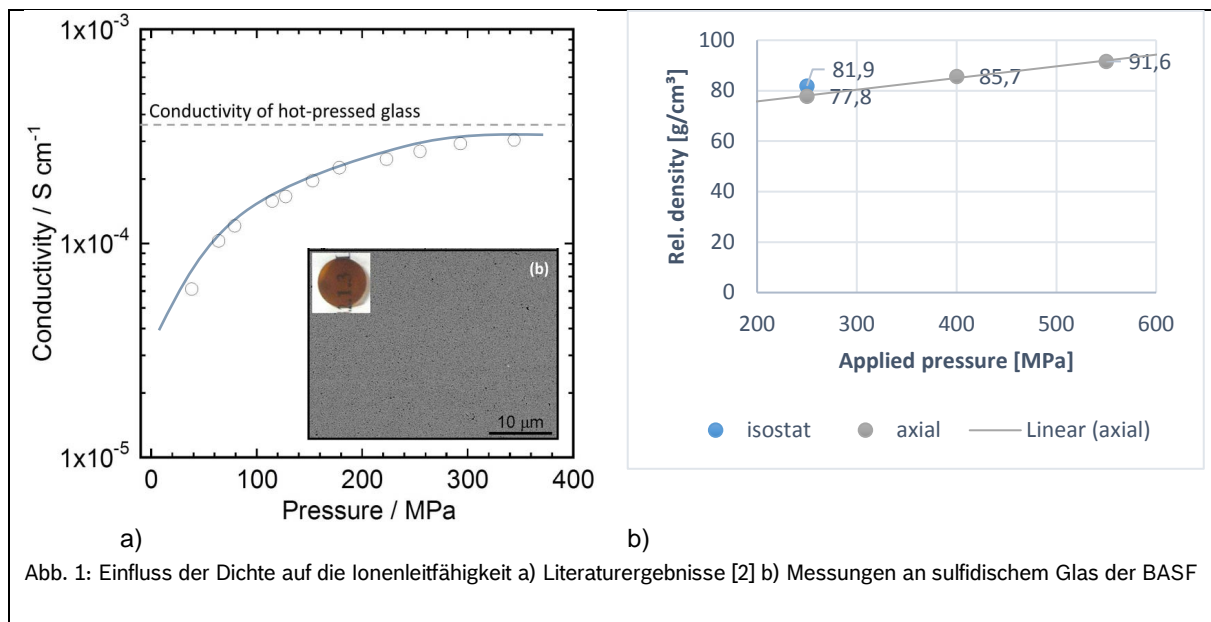 1x10-3
Conductivity of hot-pressed glass
1x10-4
1x10-5
Conductivity / S cm-1
(b)
1.1.3
10 µm
0 100 200 300 400
Pressure / MPa
a)
100
80
60
40
20
0
Rel. density [g/cm³]
81,9
77,8
85,7
91,6
200 300 400 500 600
Applied pressure [MPa]
isostat axial Linear (axial)
b)
Abb. 1: Einfluss der Dichte auf die Ionenleitfähigkeit a) Literaturergebnisse [2] b) Messungen an sulfidischem Glas der BASF